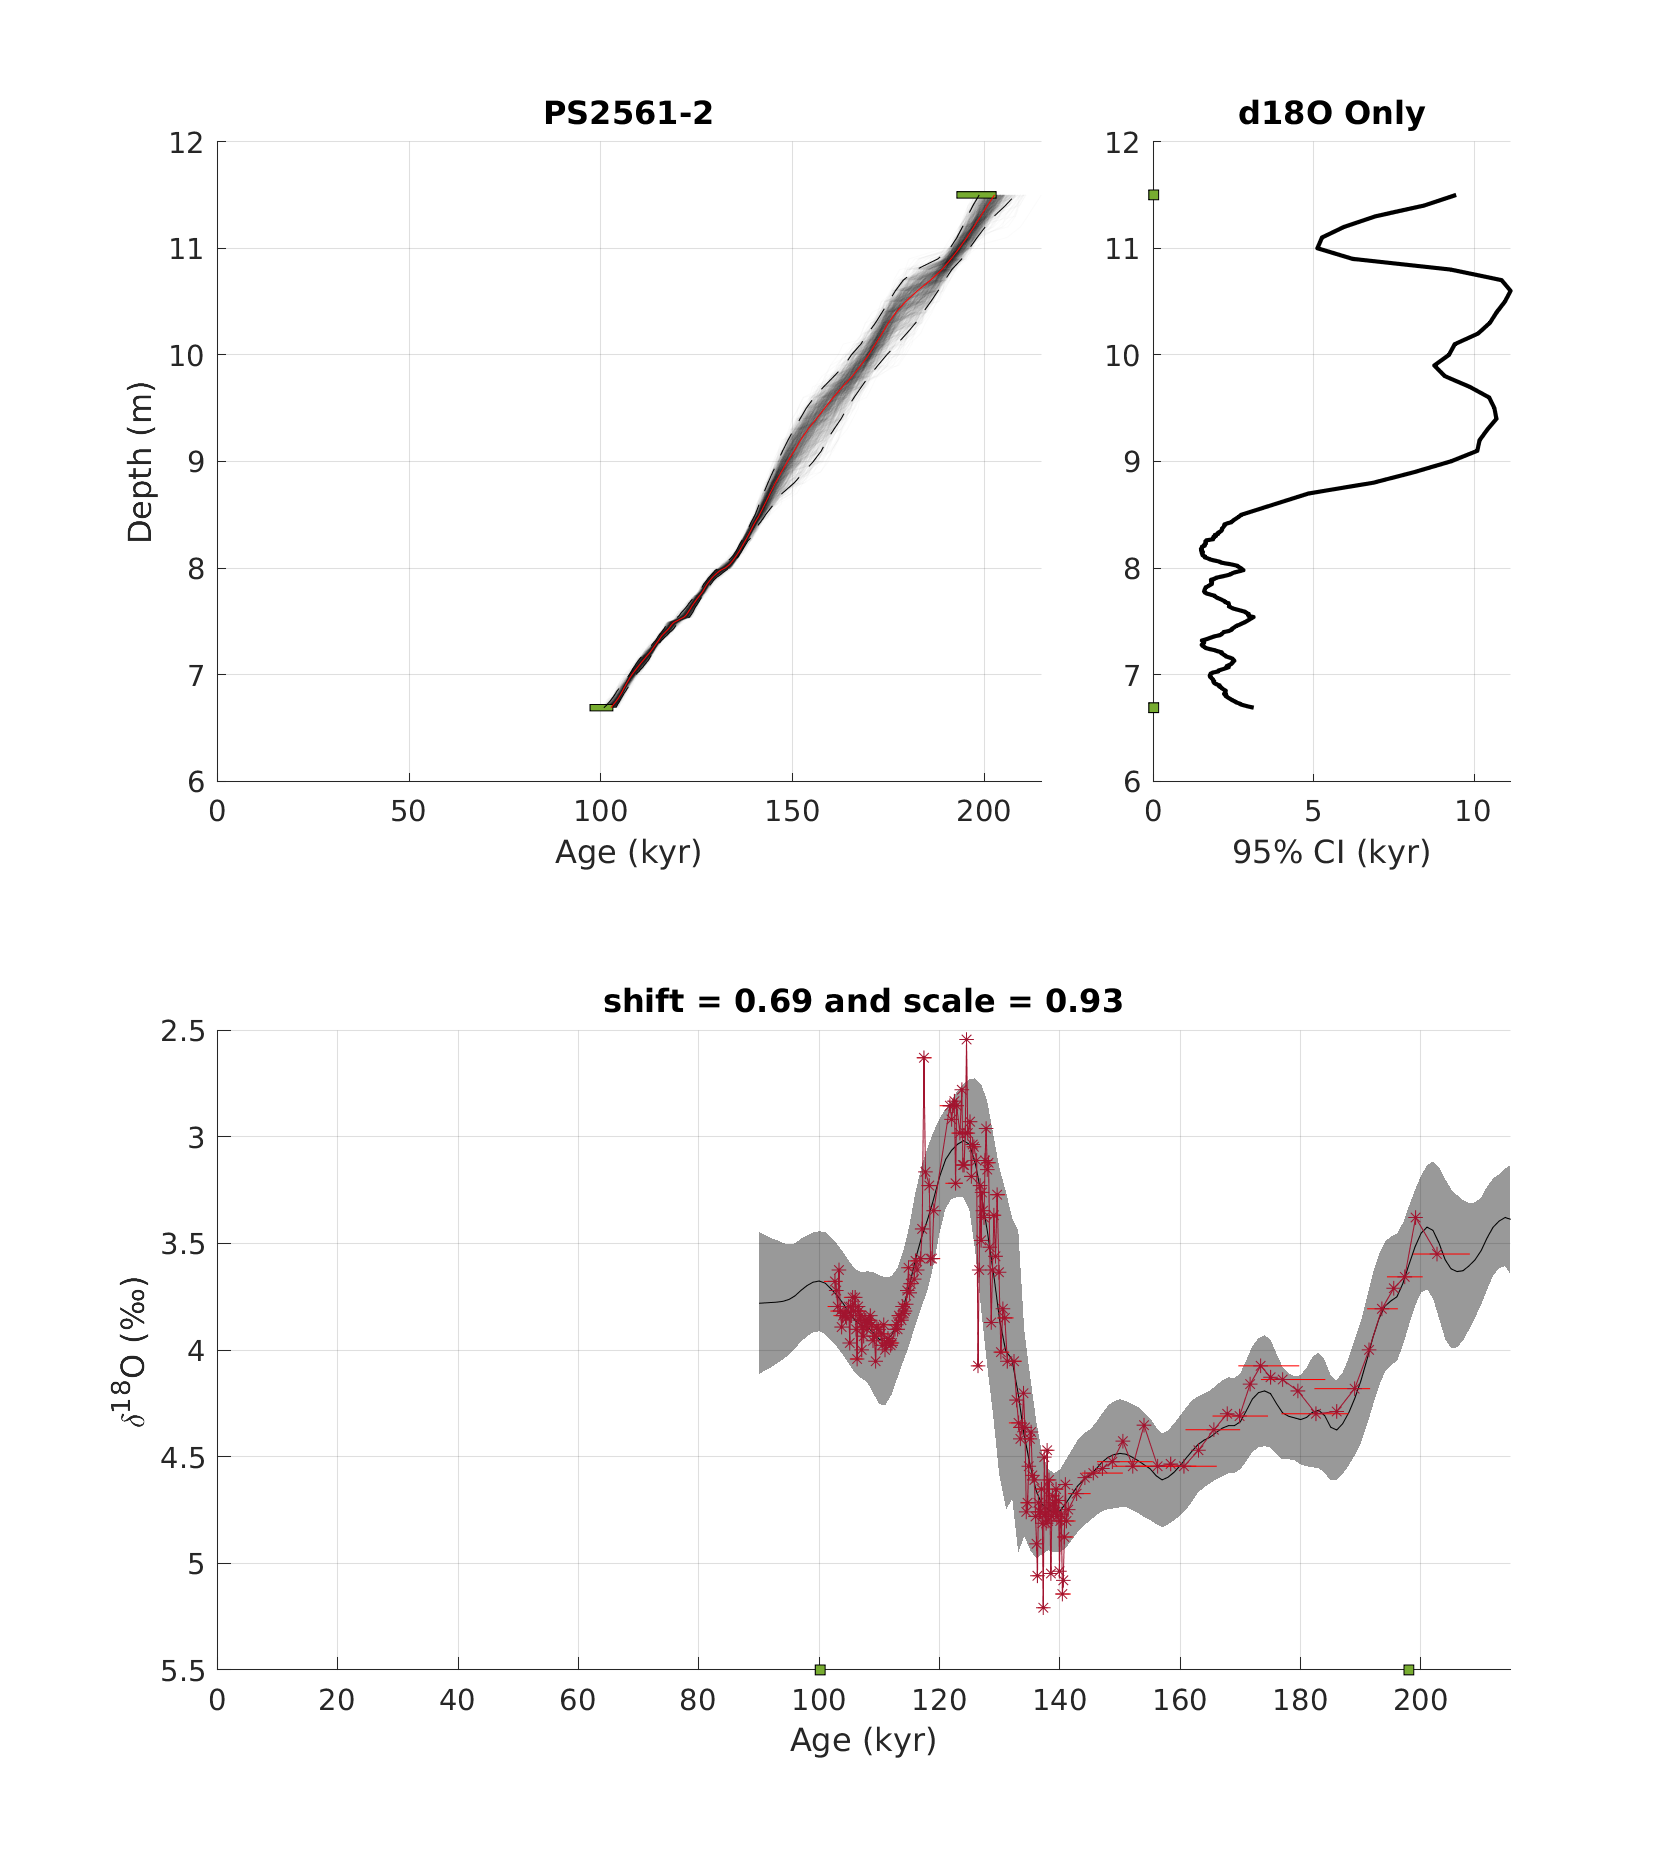 PS2561-2
d18O Only
12
11
10
9
8
7
6
Depth (m)
0 50 100 150 200
Age (kyr)
12
11
10
9
8
7
6
0 5 10
95% CI (kyr)
shift = 0.69 and scale = 0.93
2.5
3
3.5
4
4.5
5
5.5
δ18O (‰)
0 20 40 60 80 100 120 140 160 180 200
Age (kyr)